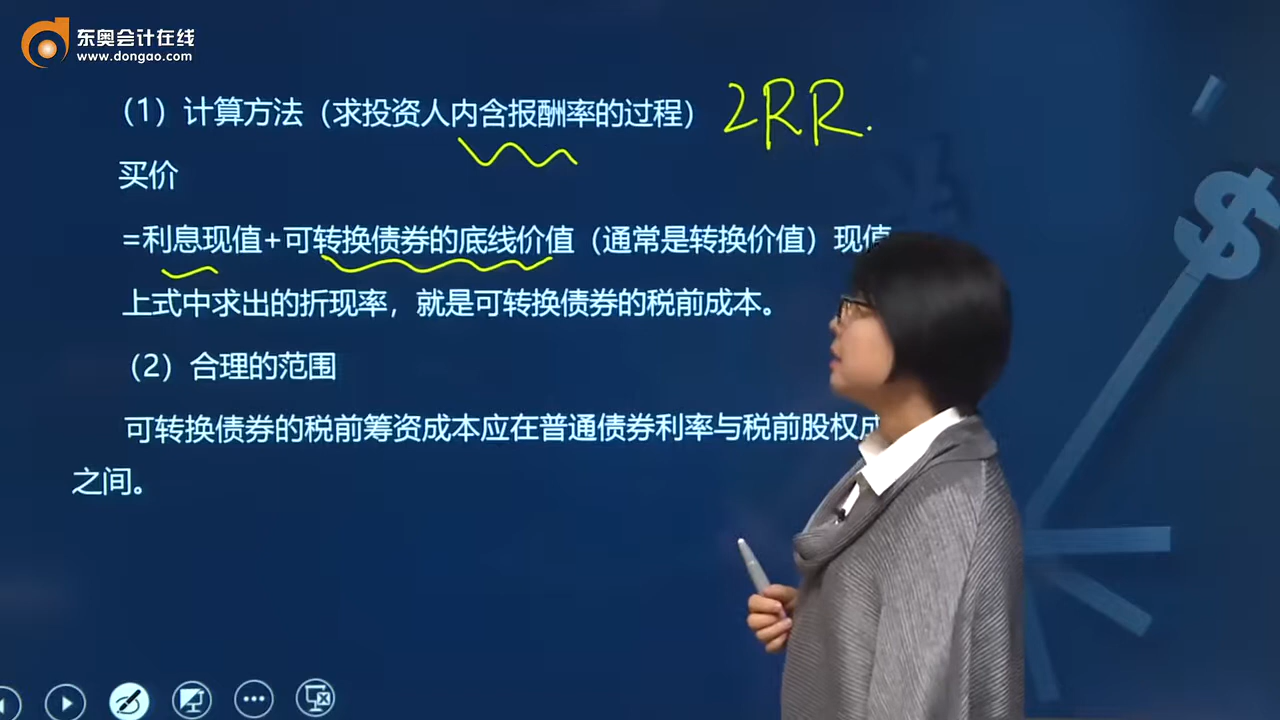 东奥会计在线
www.dongao.com
（1）计算方法（求投资人内含报酬率的过程） IRR.
买价
=利息现值+可转换债券的底线价值（通常是转换价值）现值
上式中求出的折现率，就是可转换债券的税前成本。
（2）合理的范围
可转换债券的税前筹资成本应在普通债券利率与税前股权成
之间。